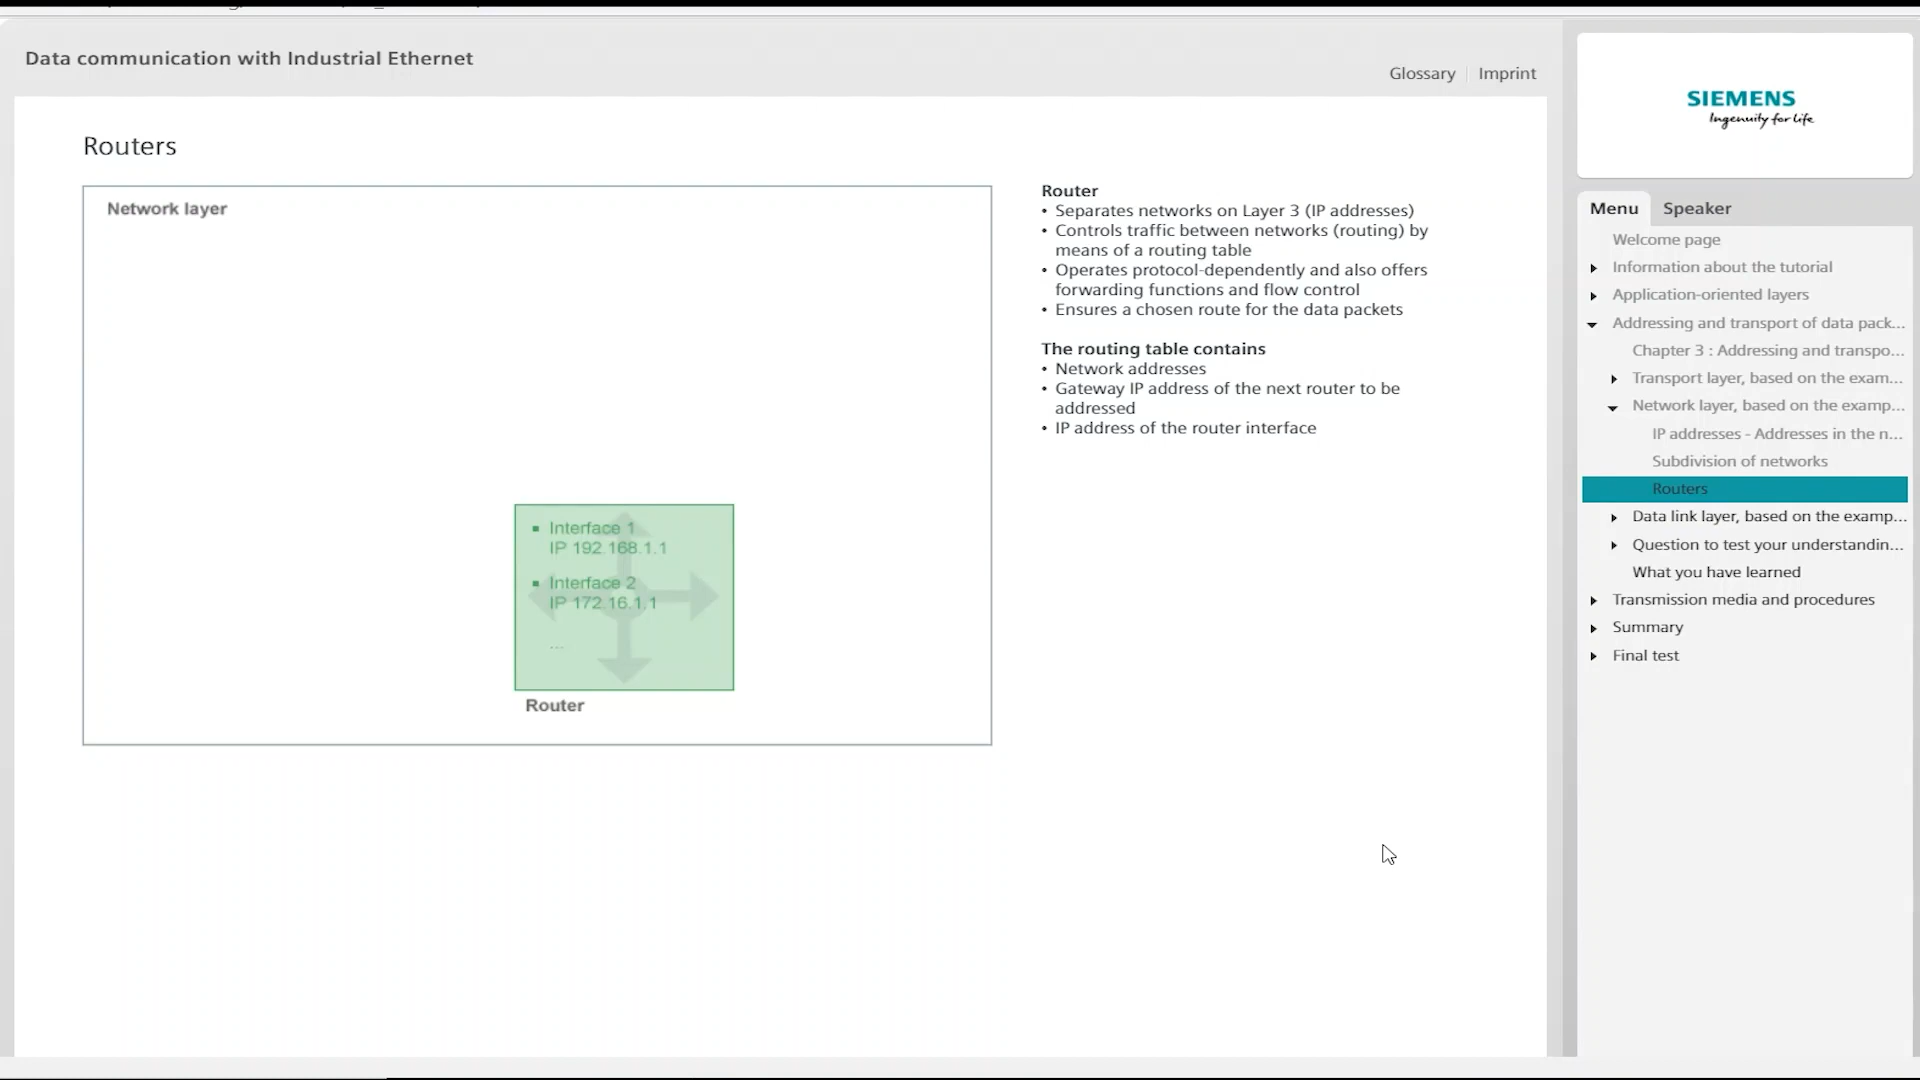 Data communication with Industrial Ethernet
Glossary
Imprint
SIEMENS
Ingenuity for life
Routers
Network layer
Interface 1
IP 192.168.1.1
Interface 2
IP 172.16.1.1
...
Router
Router
• Separates networks on Layer 3 (IP addresses)
• Controls traffic between networks (routing) by
means of a routing table
• Operates protocol-dependently and also offers
forwarding functions and flow control
• Ensures a chosen route for the data packets
The routing table contains
• Network addresses
• Gateway IP address of the next router to be
addressed
• IP address of the router interface
Menu
Speaker
Welcome page
Information about the tutorial
Application-oriented layers
Addressing and transport of data pack...
Chapter 3 : Addressing and transpo...
Transport layer, based on the exam...
Network layer, based on the examp...
IP addresses - Addresses in the n...
Subdivision of networks
Routers
Data link layer, based on the examp...
Question to test your understandin...
What you have learned
Transmission media and procedures
Summary
Final test